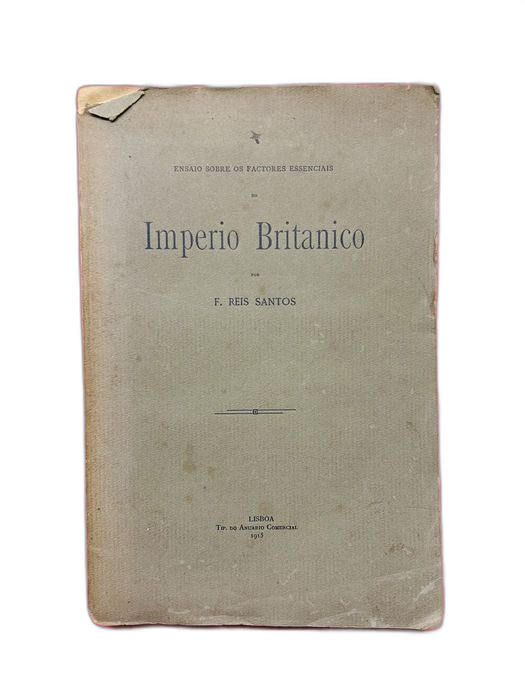 ENSAIO SOBRE OS FACTORES ESSENCIAIS
DO
Imperio Britanico
POR
F. REIS SANTOS
LISBOA
TIP. DO ANUARIO COMERCIAL
1915